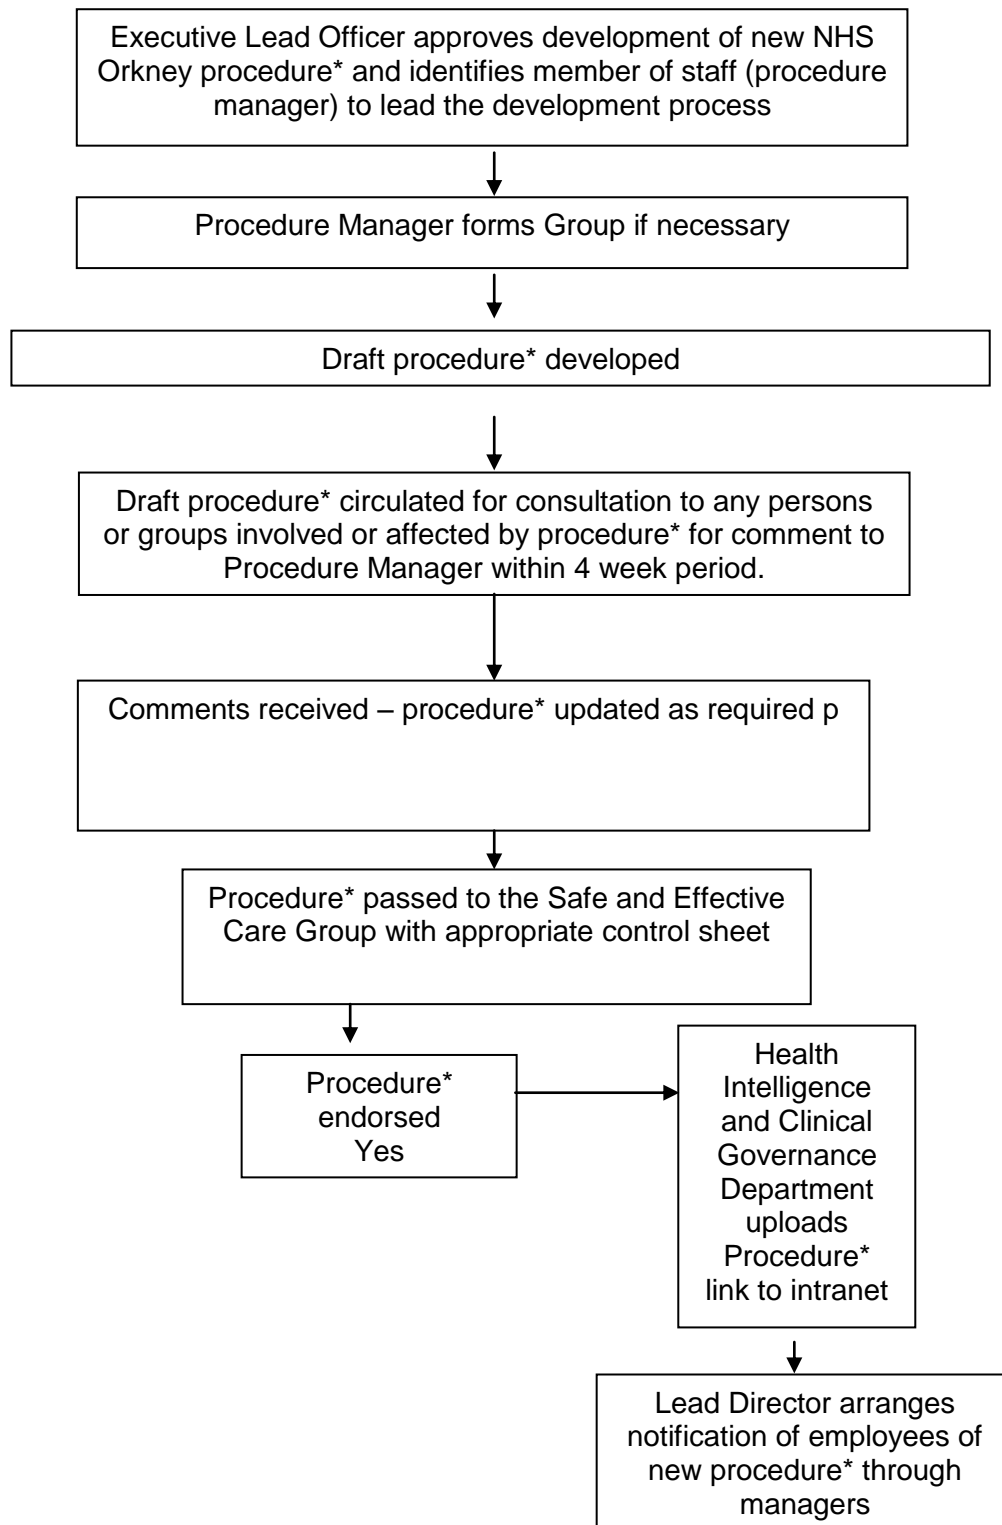 Executive Lead Officer approves development of new NHS
Orkney procedure* and identifies member of staff (procedure
manager) to lead the development process
Procedure Manager forms Group if necessary
Draft procedure* developed
Draft procedure* circulated for consultation to any persons
or groups involved or affected by procedure* for comment to
Procedure Manager within 4 week period.
Comments received – procedure* updated as required p
Procedure* passed to the Safe and Effective
Care Group with appropriate control sheet
Procedure*
endorsed
Yes
Health
Intelligence
and Clinical
Governance
Department
uploads
Procedure*
link to intranet
Lead Director arranges
notification of employees of
new procedure* through
managers